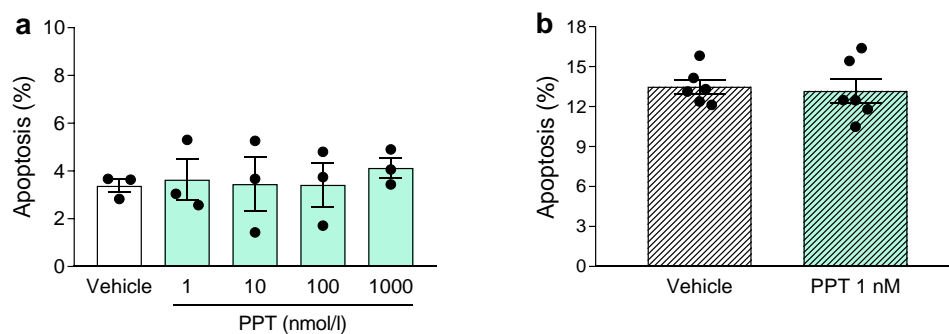 a
10
8
6
4
2
0
Apoptosis (%)
Vehicle 1 10 100 1000
PPT (nmol/l)
b
18
15
12
9
6
3
0
Apoptosis (%)
Vehicle PPT 1 nM